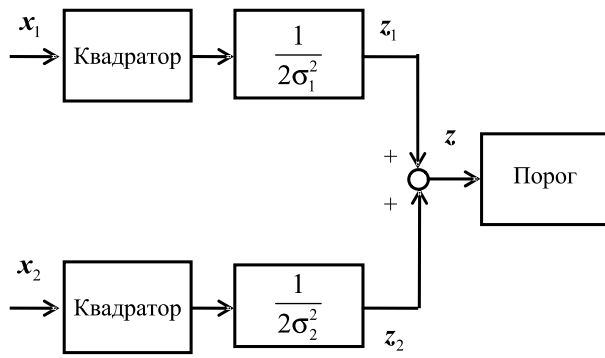 x₁
Квадратор
1
2σ₁²
z₁
+
z
Порог
+
x₂
Квадратор
1
2σ₂²
z₂